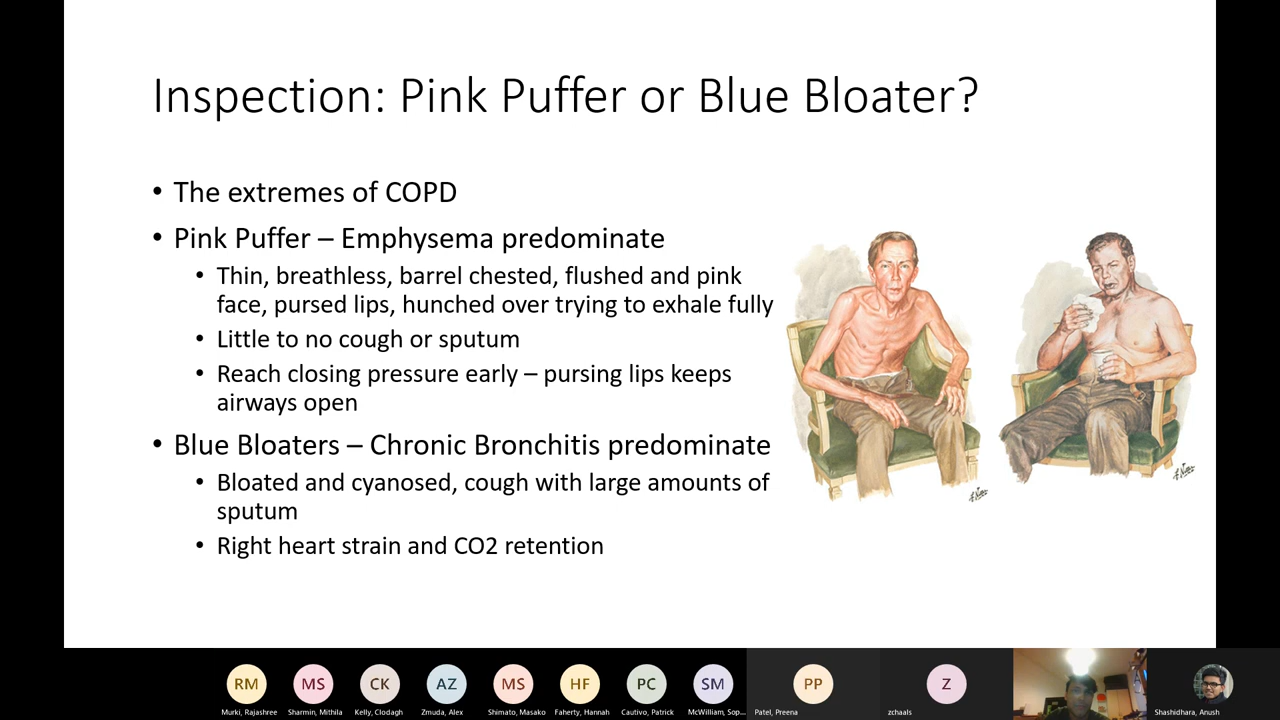 Inspection: Pink Puffer or Blue Bloater?
• The extremes of COPD
• Pink Puffer – Emphysema predominate
• Thin, breathless, barrel chested, flushed and pink
face, pursed lips, hunched over trying to exhale fully
• Little to no cough or sputum
• Reach closing pressure early – pursing lips keeps
airways open
• Blue Bloaters – Chronic Bronchitis predominate
• Bloated and cyanosed, cough with large amounts of
sputum
• Right heart strain and CO2 retention
RM
MS
CK
AZ
MS
HF
PC
SM
PP
Z
Murki, Rajashree
Sharmin, Mithila
Kelly, Clodagh
Zmuda, Alex
Shimato, Masako
Faherty, Hannah
Cautivo, Patrick
McWilliam, Sop...
Patel, Preena
zchaals
Shashidhara, Anush